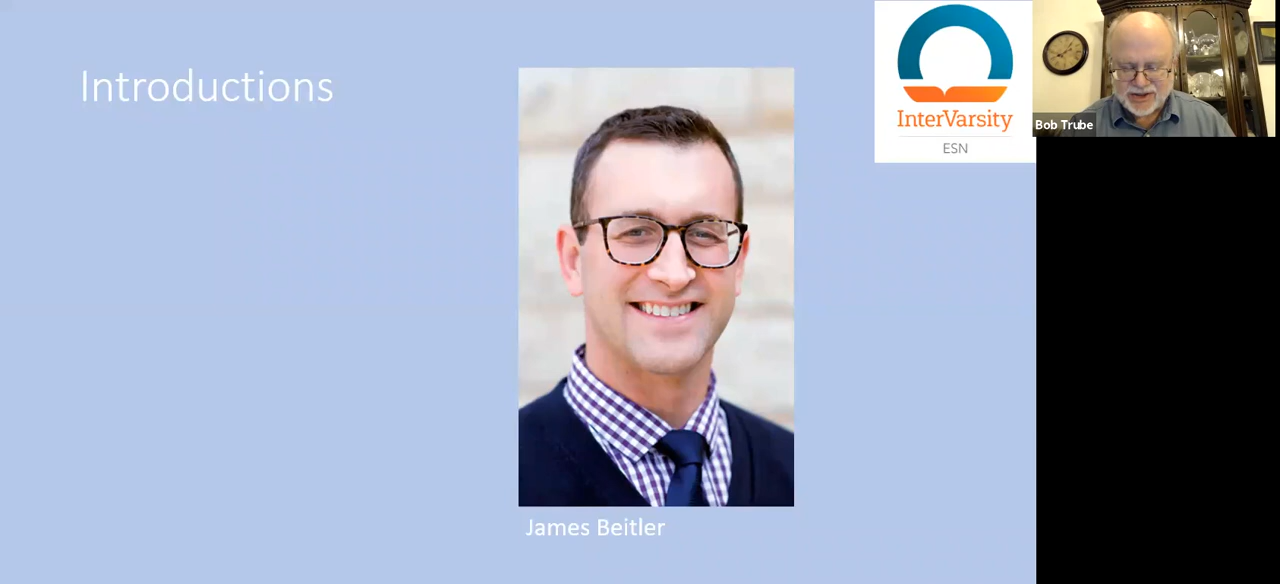 Introductions
InterVarsity
ESN
Bob Trube
James Beitler